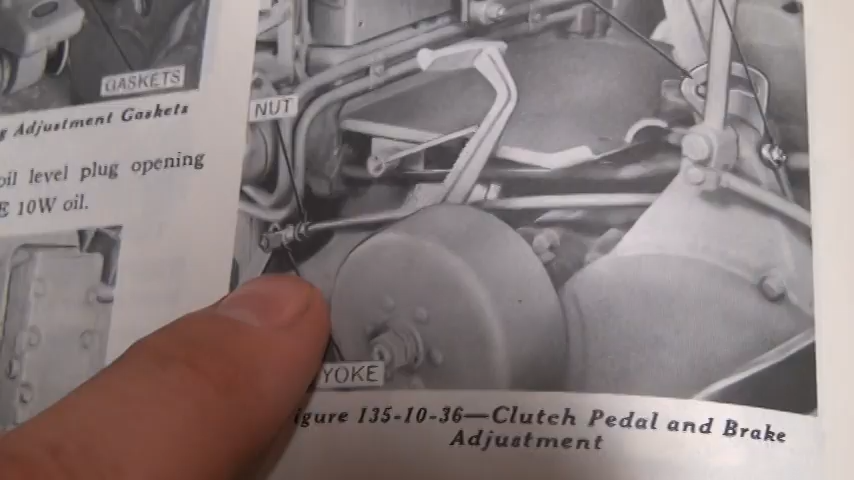 GASKETS
Adjustment Gaskets
oil level plug opening
10W oil.
NUT
YOKE
igure 135-10-36—Clutch Pedal and Brake
Adjustment